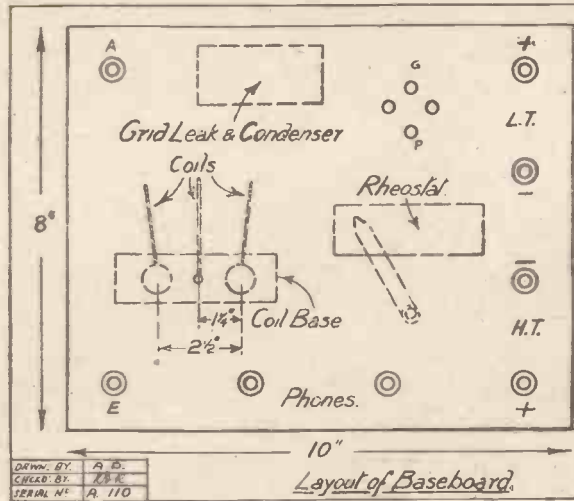 A
G
+
Grid Leak & Condenser
P
L.T.
Coils
Rheostat.
-
8"
-
Coil Base
1¼"
2½"
H.T.
E
Phones.
+
10"
DRWN. BY. A.D.
CHCKD. BY.
SERIAL Nº A. 110
Layout of Baseboard.